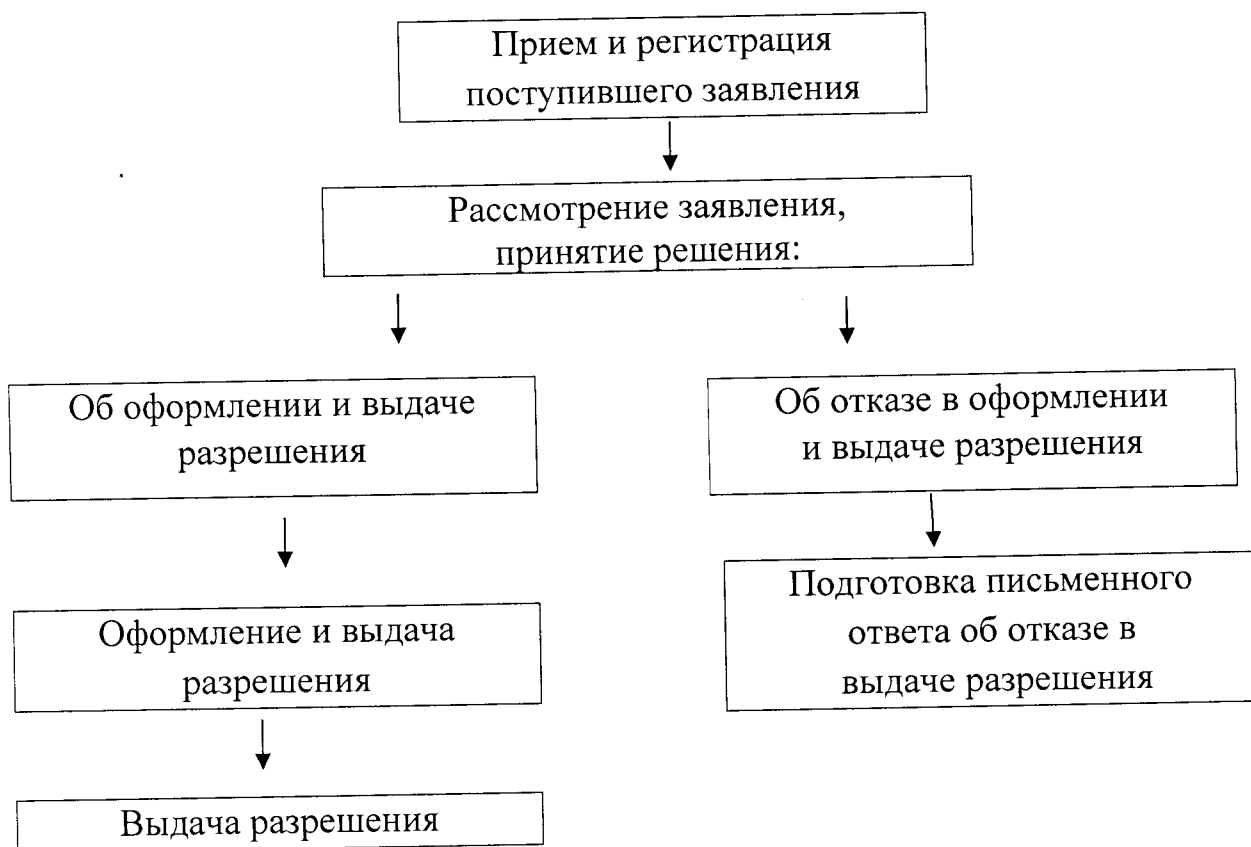 Прием и регистрация
поступившего заявления
Рассмотрение заявления,
принятие решения:
Об оформлении и выдаче
разрешения
Об отказе в оформлении
и выдаче разрешения
Оформление и выдача
разрешения
Подготовка письменного
ответа об отказе в
выдаче разрешения
Выдача разрешения